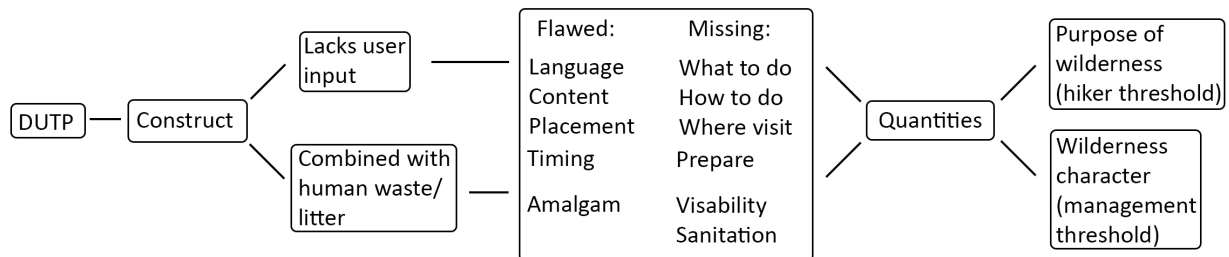 DUTP
Construct
Lacks user
input
Combined with
human waste/
litter
Flawed: Missing:
Language What to do
Content How to do
Placement Where visit
Timing Prepare
Amalgam Visability
Sanitation
Quantities
Purpose of
wilderness
(hiker threshold)
Wilderness
character
(management
threshold)